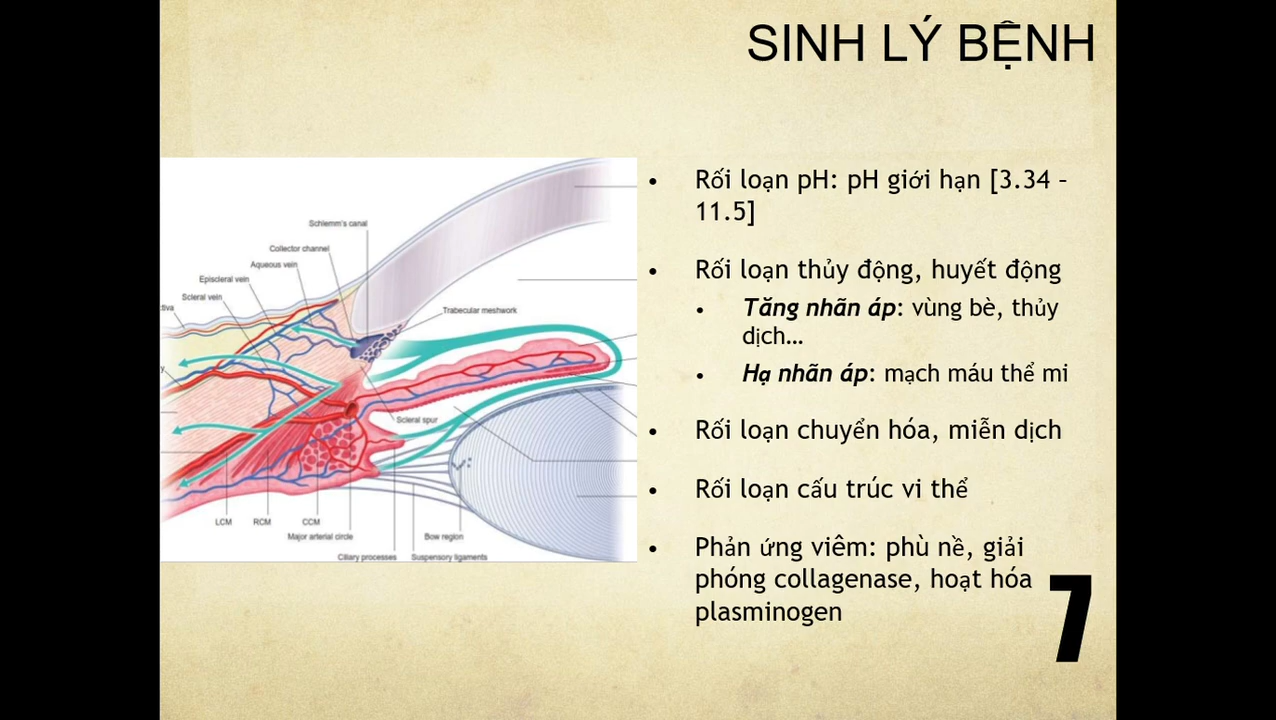 SINH LÝ BỆNH
Schlemm's canal
Collector channel
Aqueous vein
Episcleral vein
Scleral vein
ctiva
Trabecular meshwork
y
Scleral spur
LCM
RCM
CCM
Major arterial circle
Bow region
Ciliary processes
Suspensory ligaments
• Rối loạn pH: pH giới hạn [3.34 –
11.5]
• Rối loạn thủy động, huyết động
• Tăng nhãn áp: vùng bè, thủy
dịch…
• Hạ nhãn áp: mạch máu thể mi
• Rối loạn chuyển hóa, miễn dịch
• Rối loạn cấu trúc vi thể
• Phản ứng viêm: phù nề, giải
phóng collagenase, hoạt hóa
plasminogen
7